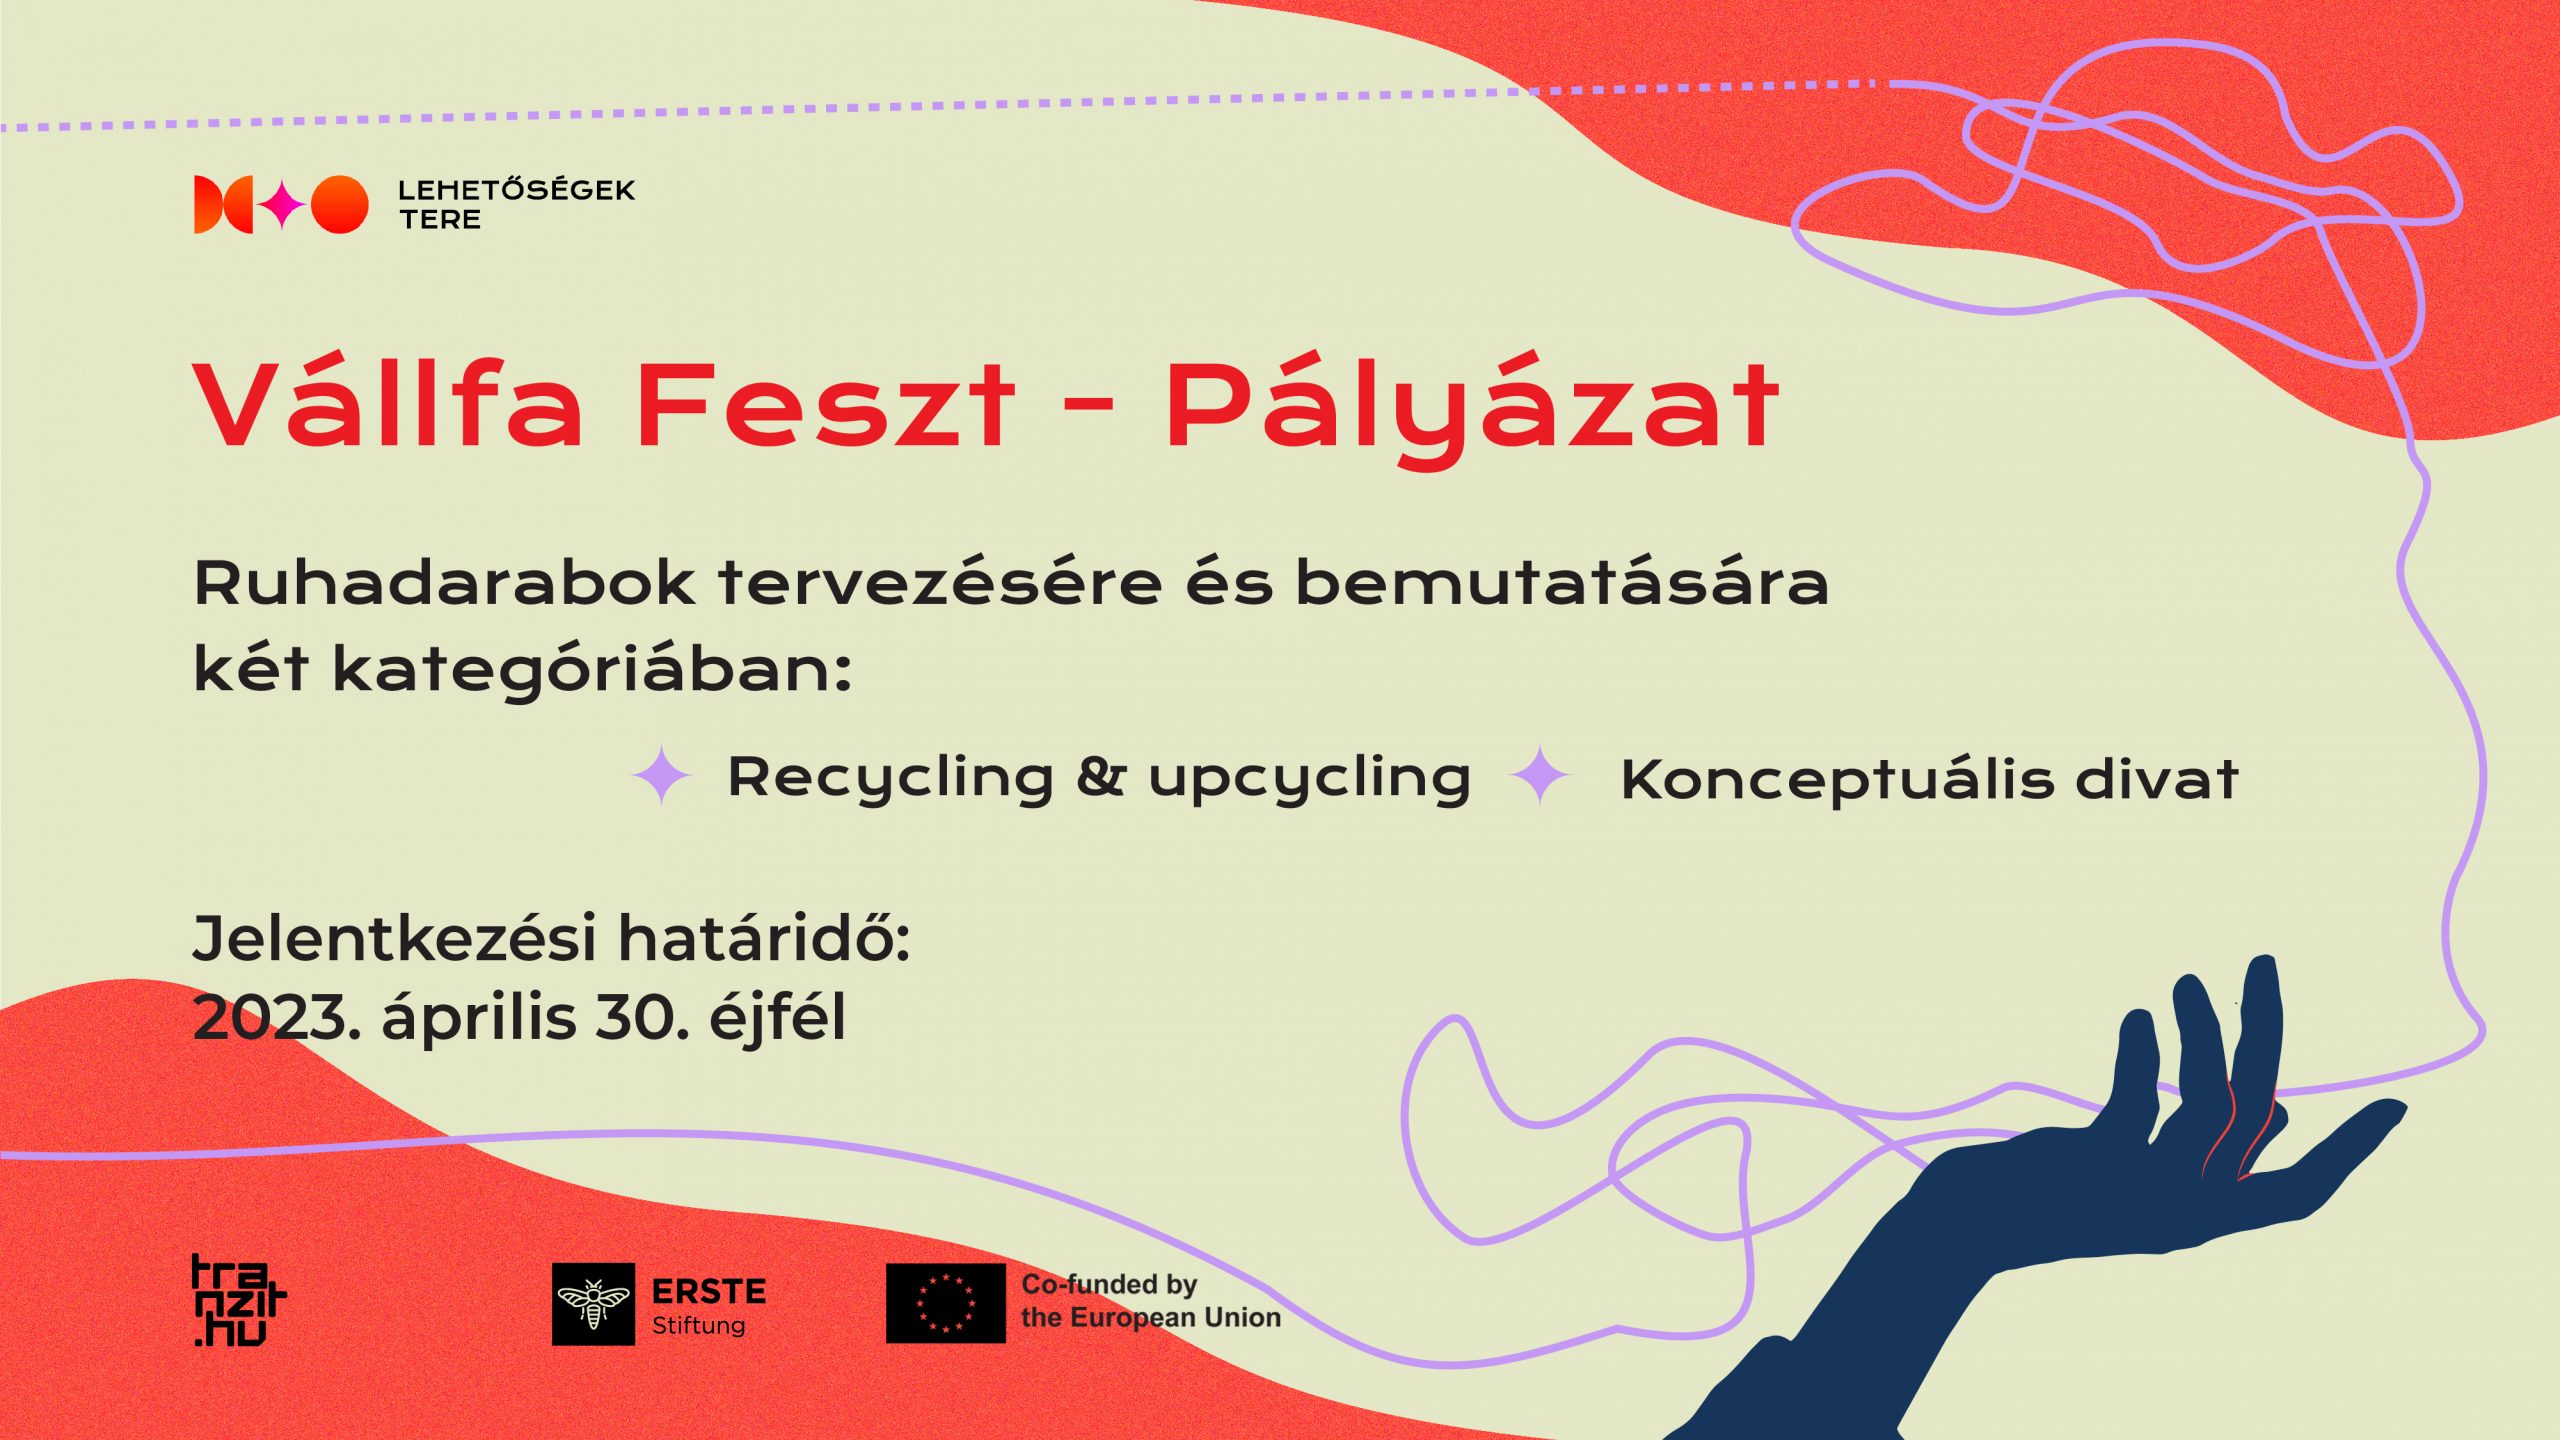 LEHETŐSÉGEK
TERE
Vállfa Feszt - Pályázat
Ruhadarabok tervezésére és bemutatására
két kategóriában:
Recycling & upcycling
Konceptuális divat
Jelentkezési határidő:
2023. április 30. éjfél
tra
nzit
.hu
ERSTE
Stiftung
Co-funded by
the European Union